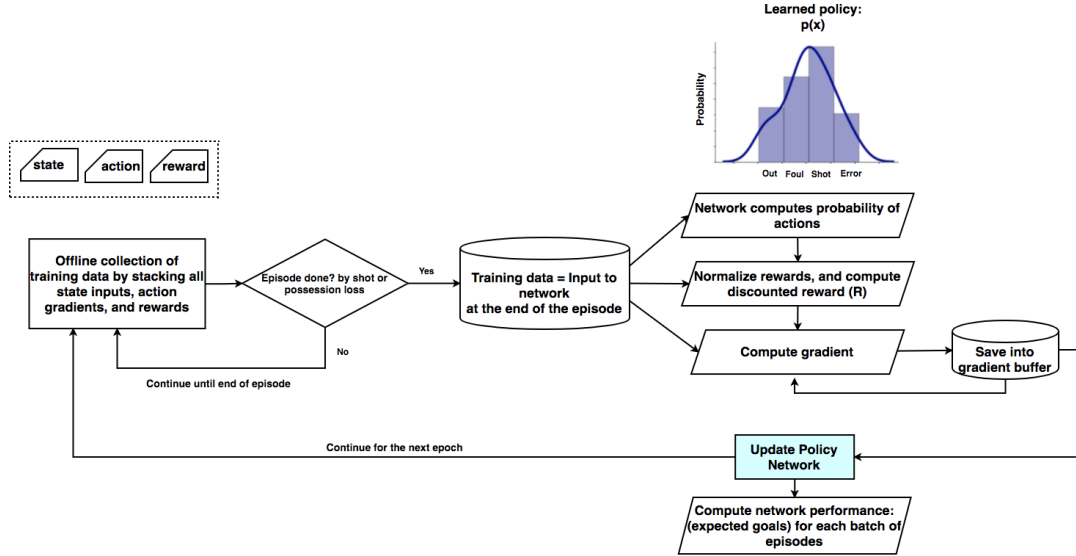 Learned policy:
p(x)
Probability
Out Foul Shot Error
state
action
reward
Offline collection of
training data by stacking all
state inputs, action
gradients, and rewards
Episode done? by shot or
possession loss
Yes
No
Continue until end of episode
Training data = Input to
network
at the end of the episode
Network computes probability of
actions
Normalize rewards, and compute
discounted reward (R)
Compute gradient
Save into
gradient buffer
Continue for the next epoch
Update Policy
Network
Compute network performance:
(expected goals) for each batch of
episodes